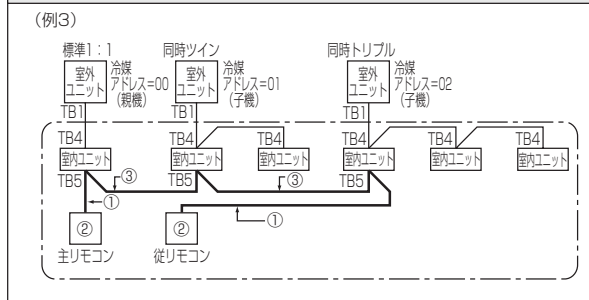 (例3)
標準1:1
同時ツイン
同時トリプル
室外
ユニット
冷媒
アドレス=00
(親機)
室外
ユニット
冷媒
アドレス=01
(子機)
室外
ユニット
冷媒
アドレス=02
(子機)
TB1
TB1
TB1
TB4
TB4
TB4
TB4
TB4
TB4
室内ユニット
室内ユニット
室内ユニット
室内ユニット
室内ユニット
室内ユニット
TB5
③
TB5
③
TB5
①
①
②
②
主リモコン
従リモコン